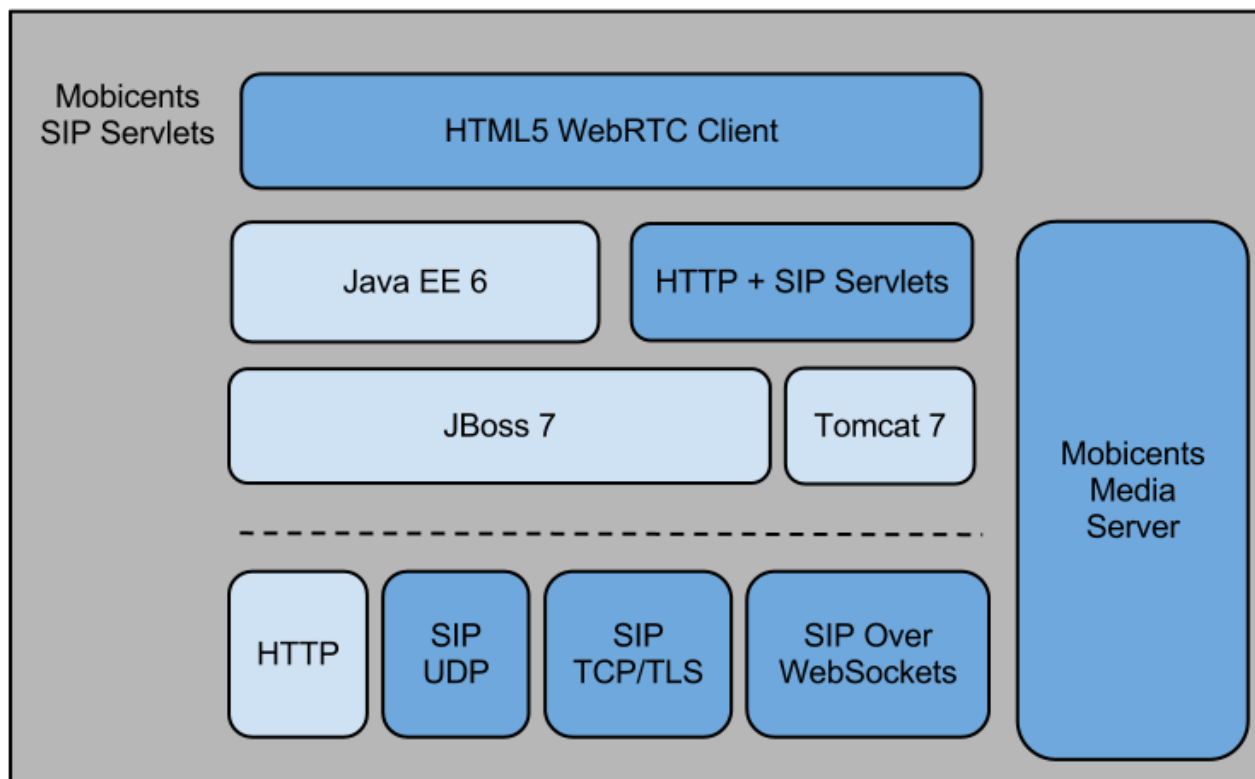 Mobicents
SIP Servlets
HTML5 WebRTC Client
Java EE 6
HTTP + SIP Servlets
JBoss 7
Tomcat 7
Mobicents
Media
Server
HTTP
SIP
UDP
SIP
TCP/TLS
SIP Over
WebSockets